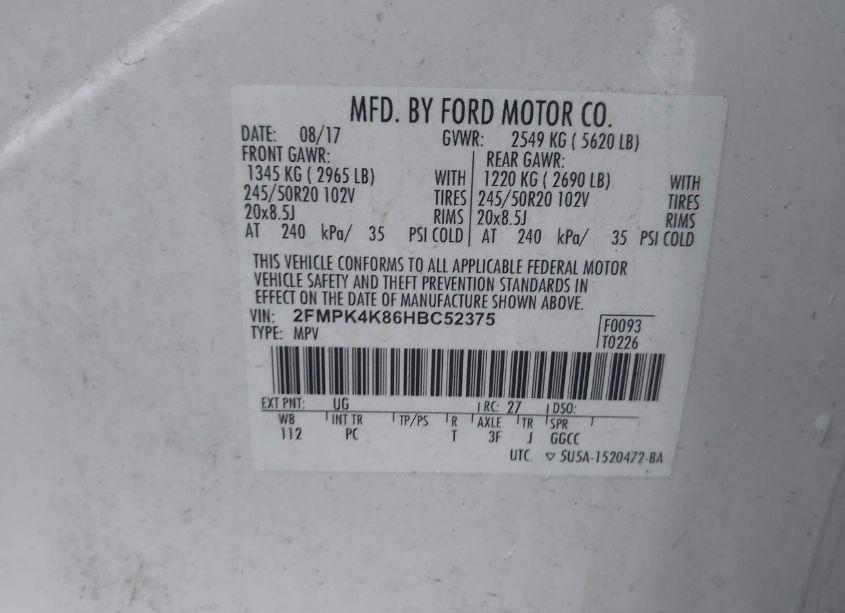 MFD. BY FORD MOTOR CO.
DATE: 08/17 GVWR: 2549 KG ( 5620 LB)
FRONT GAWR: REAR GAWR:
1345 KG ( 2965 LB) WITH 1220 KG ( 2690 LB) WITH
245/50R20 102V TIRES 245/50R20 102V TIRES
20x8.5J RIMS 20x8.5J RIMS
AT 240 kPa/ 35 PSI COLD AT 240 kPa/ 35 PSI COLD
THIS VEHICLE CONFORMS TO ALL APPLICABLE FEDERAL MOTOR
VEHICLE SAFETY AND THEFT PREVENTION STANDARDS IN
EFFECT ON THE DATE OF MANUFACTURE SHOWN ABOVE.
VIN: 2FMPK4K86HBC52375
TYPE: MPV
F0093
T0226
EXT PNT: UG RC: 27 DSO:
WB INT TR TP/PS R AXLE TR SPR
112 PC T 3F J GGCC
UTC ▽ 5U5A-1520472-BA